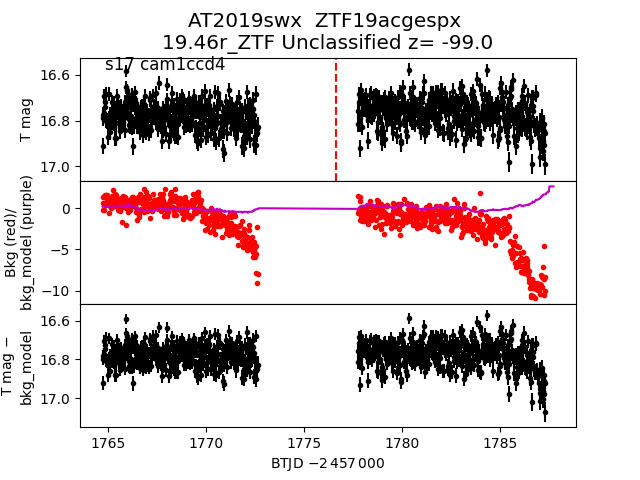 AT2019swx  ZTF19acgespx
19.46r_ZTF Unclassified z= -99.0
s17 cam1ccd4
T mag
16.6
16.8
17.0
Bkg (red)/
bkg_model (purple)
0
−5
−10
T mag −
bkg_model
16.6
16.8
17.0
1765
1770
1775
1780
1785
BTJD −2 457 000